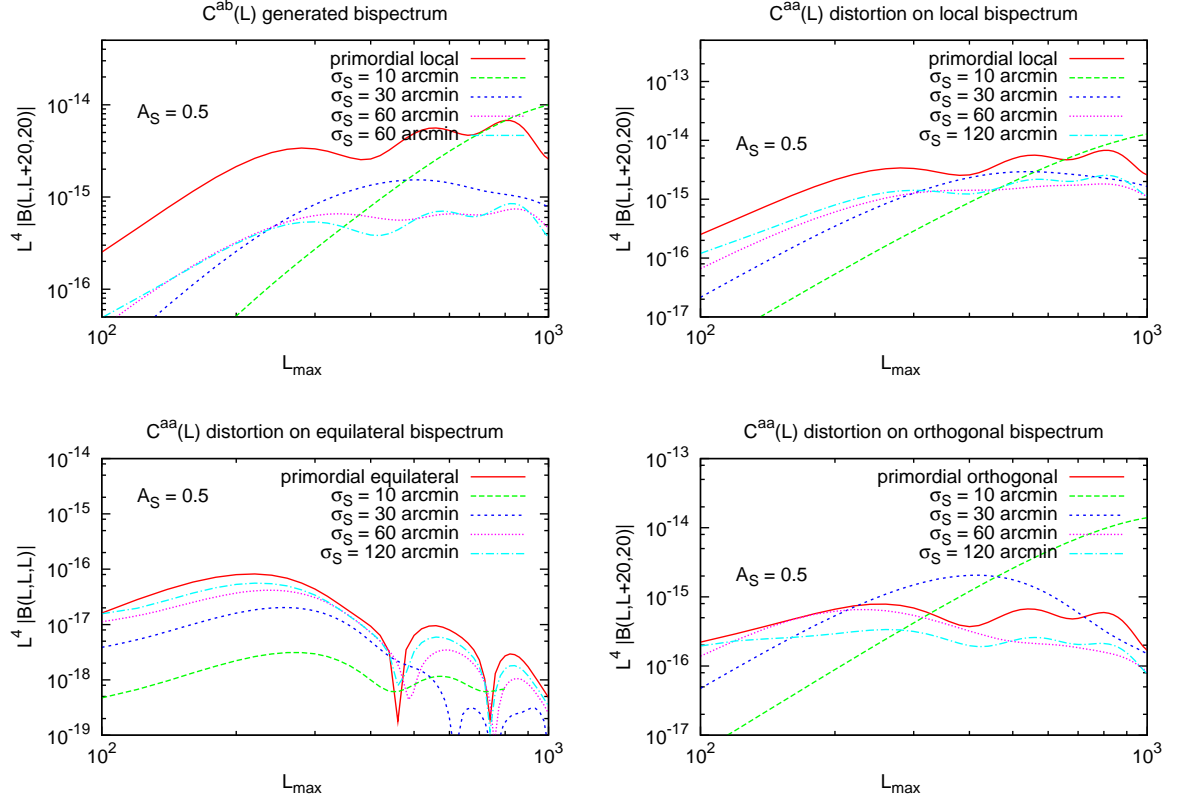 C^ab(L) generated bispectrum
L^4 |B(L,L+20,20)|
10^-14
10^-15
10^-16
A_S = 0.5
primordial local
σ_S = 10 arcmin
σ_S = 30 arcmin
σ_S = 60 arcmin
σ_S = 60 arcmin
10^2
10^3
L_max
C^aa(L) distortion on local bispectrum
L^4 |B(L,L+20,20)|
10^-13
10^-14
10^-15
10^-16
10^-17
A_S = 0.5
primordial local
σ_S = 10 arcmin
σ_S = 30 arcmin
σ_S = 60 arcmin
σ_S = 120 arcmin
10^2
10^3
L_max
C^aa(L) distortion on equilateral bispectrum
L^4 |B(L,L,L)|
10^-14
10^-15
10^-16
10^-17
10^-18
10^-19
A_S = 0.5
primordial equilateral
σ_S = 10 arcmin
σ_S = 30 arcmin
σ_S = 60 arcmin
σ_S = 120 arcmin
10^2
10^3
L_max
C^aa(L) distortion on orthogonal bispectrum
L^4 |B(L,L+20,20)|
10^-13
10^-14
10^-15
10^-16
10^-17
A_S = 0.5
primordial orthogonal
σ_S = 10 arcmin
σ_S = 30 arcmin
σ_S = 60 arcmin
σ_S = 120 arcmin
10^2
10^3
L_max